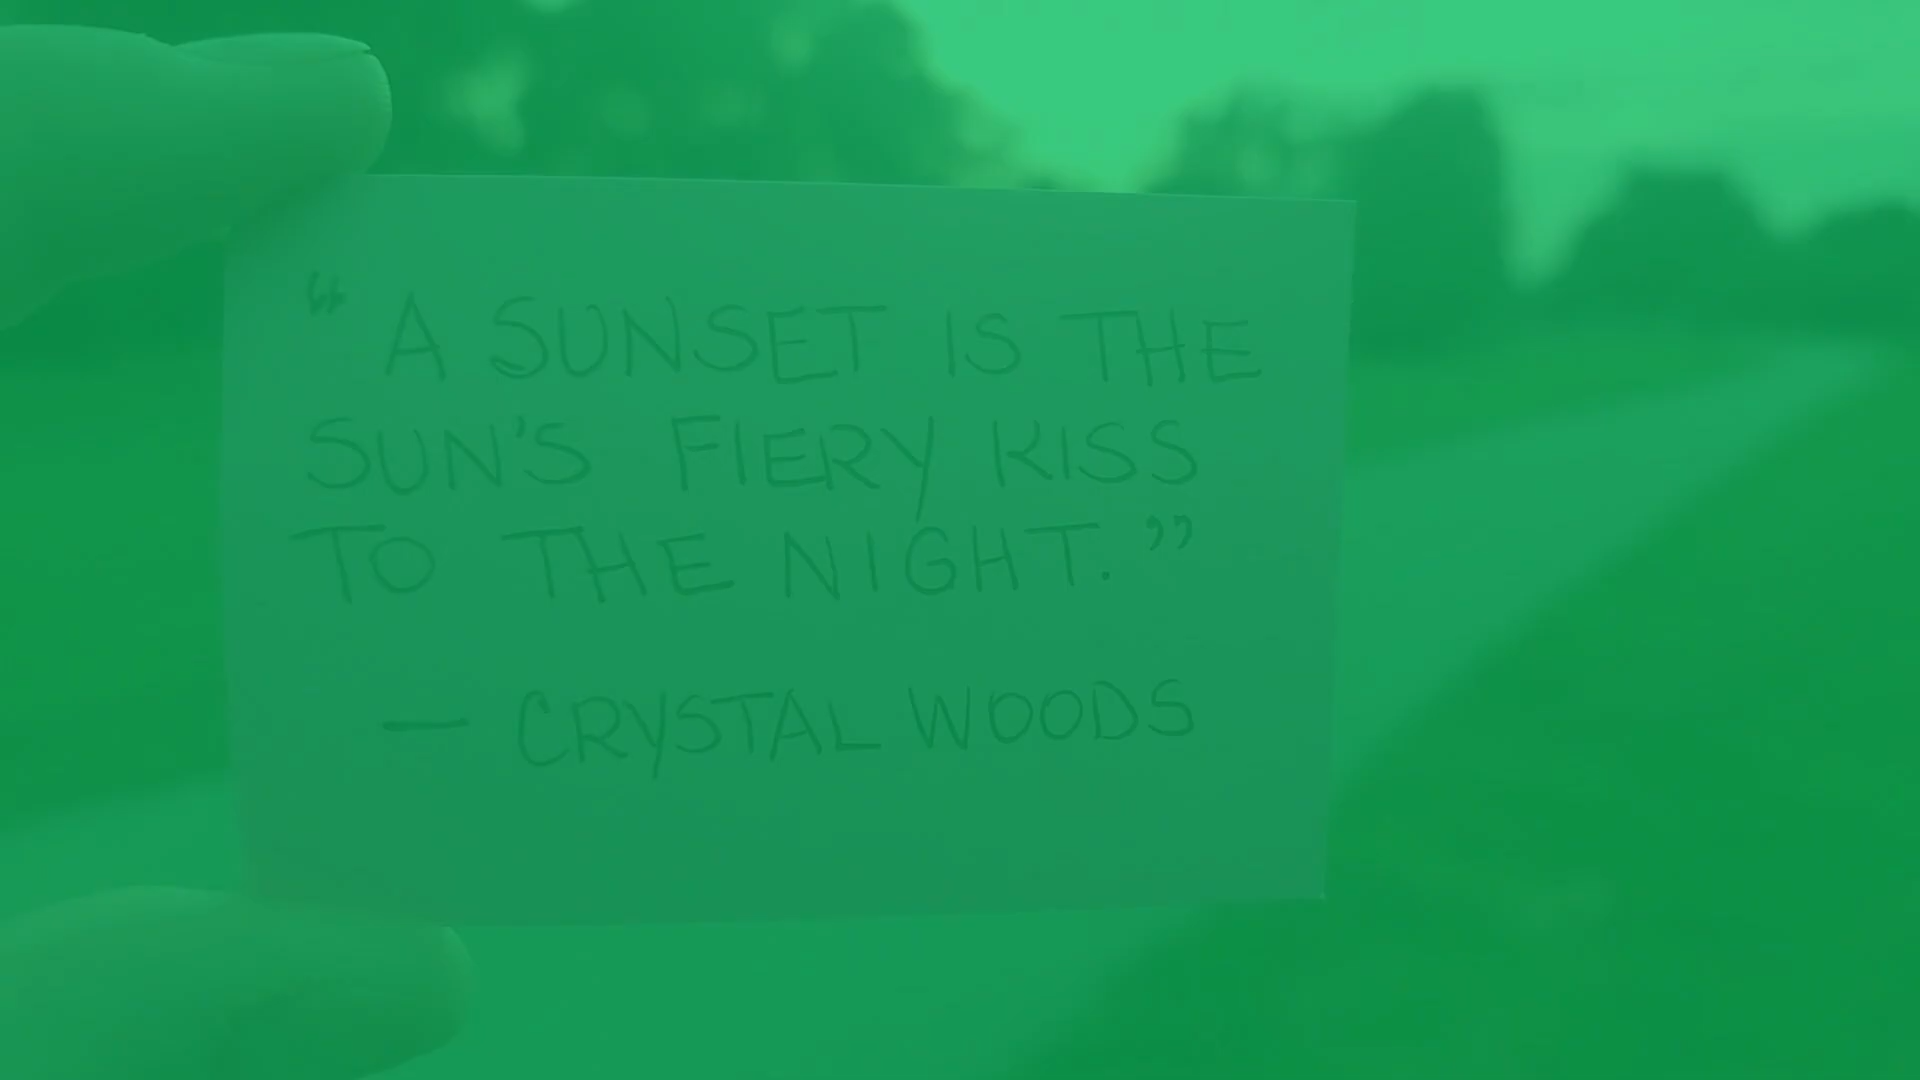 “ A SUNSET IS THE
SUN'S FIERY KISS
TO THE NIGHT.”
— CRYSTAL WOODS